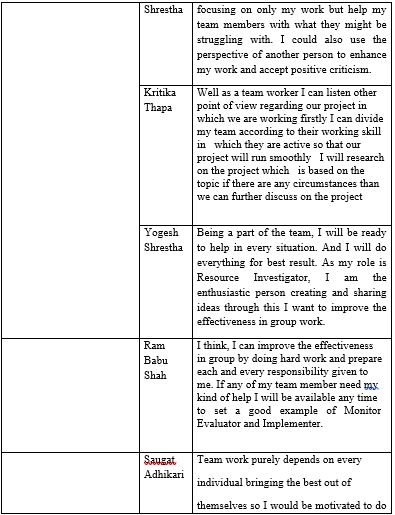 Shrestha
focusing on only my work but help my
team members with what they might be
struggling with. I could also use the
perspective of another person to enhance
my work and accept positive criticism.
Kritika
Thapa
Well as a team worker I can listen other
point of view regarding our project in
which we are working firstly I can divide
my team according to their working skill
in which they are active so that our
project will run smoothly I will research
on the project which is based on the
topic if there are any circumstances than
we can further discuss on the project
Yogesh
Shrestha
Being a part of the team, I will be ready
to help in every situation. And I will do
everything for best result. As my role is
Resource Investigator, I am the
enthusiastic person creating and sharing
ideas through this I want to improve the
effectiveness in group work.
Ram
Babu
Shah
I think, I can improve the effectiveness
in group by doing hard work and prepare
each and every responsibility given to
me. If any of my team member need my
kind of help I will be available any time
to set a good example of Monitor
Evaluator and Implementer.
Saugat
Adhikari
Team work purely depends on every
individual bringing the best out of
themselves so I would be motivated to do